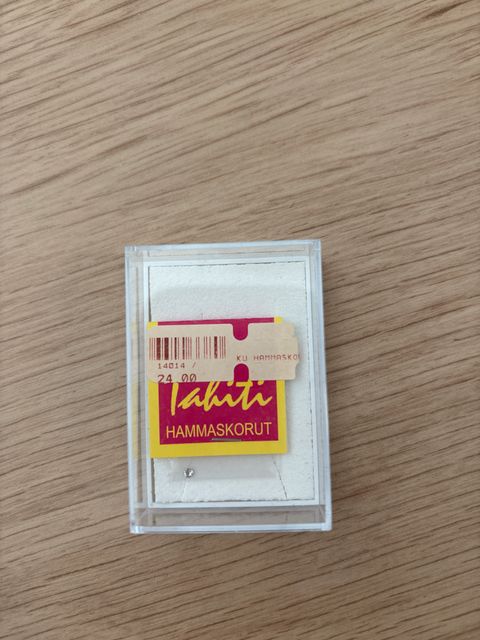 14014 /
KU HAMMASKO
24.00
Tahiti
HAMMASKORUT